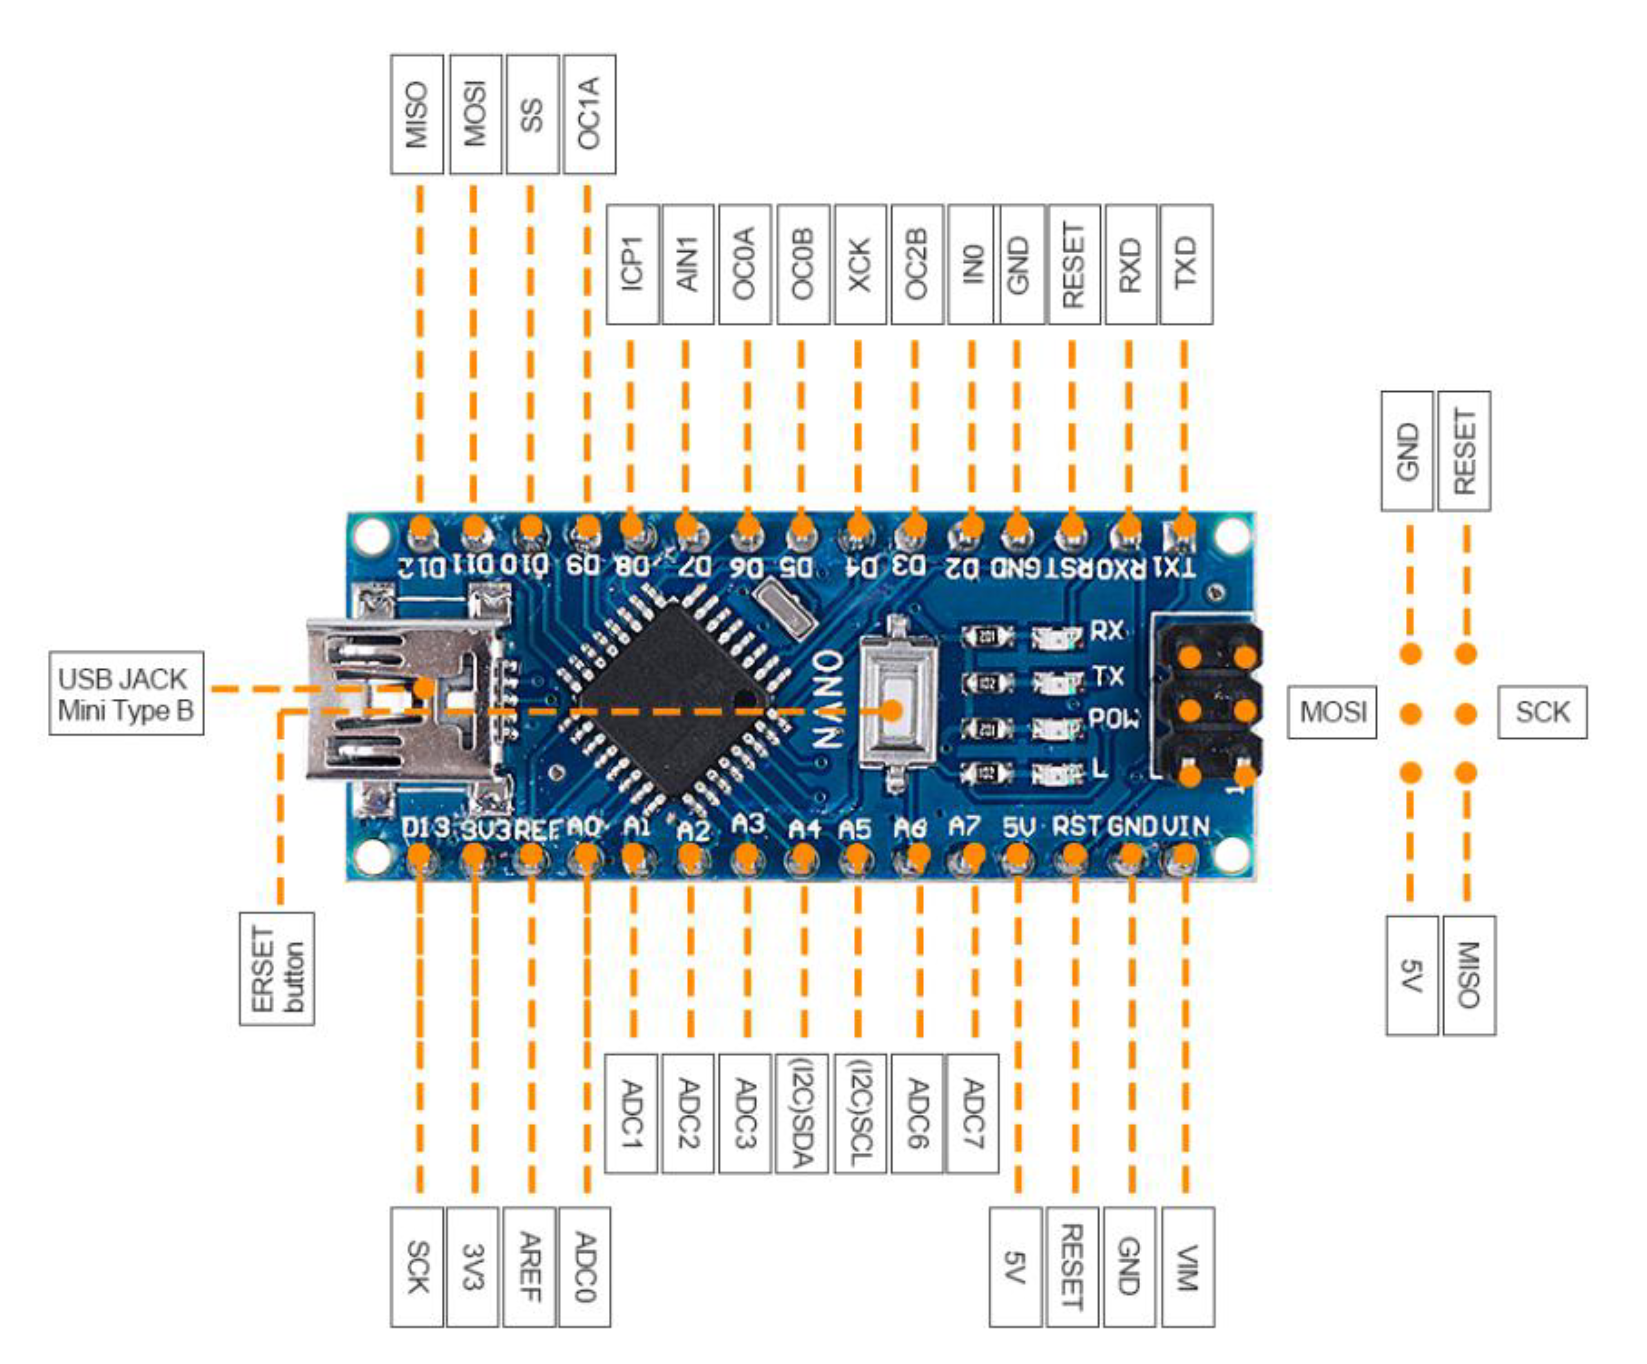 MISO
MOSI
SS
OC1A
ICP1
AIN1
OC0A
OC0B
XCK
OC2B
IN0
GND
RESET
RXD
TXD
GND
RESET
D12
D11
D10
D9
D8
D7
D6
D5
D4
D3
D2
GND
RST
RX0
TX1
USB JACK
Mini Type B
NANO
RX
TX
POW
L
1
MOSI
SCK
D13
3V3
REF
A0
A1
A2
A3
A4
A5
A6
A7
5V
RST
GND
VIN
ERSET
button
5V
MISO
ADC1
ADC2
ADC3
(I2C)SDA
(I2C)SCL
ADC6
ADC7
SCK
3V3
AREF
ADC0
5V
RESET
GND
VIM